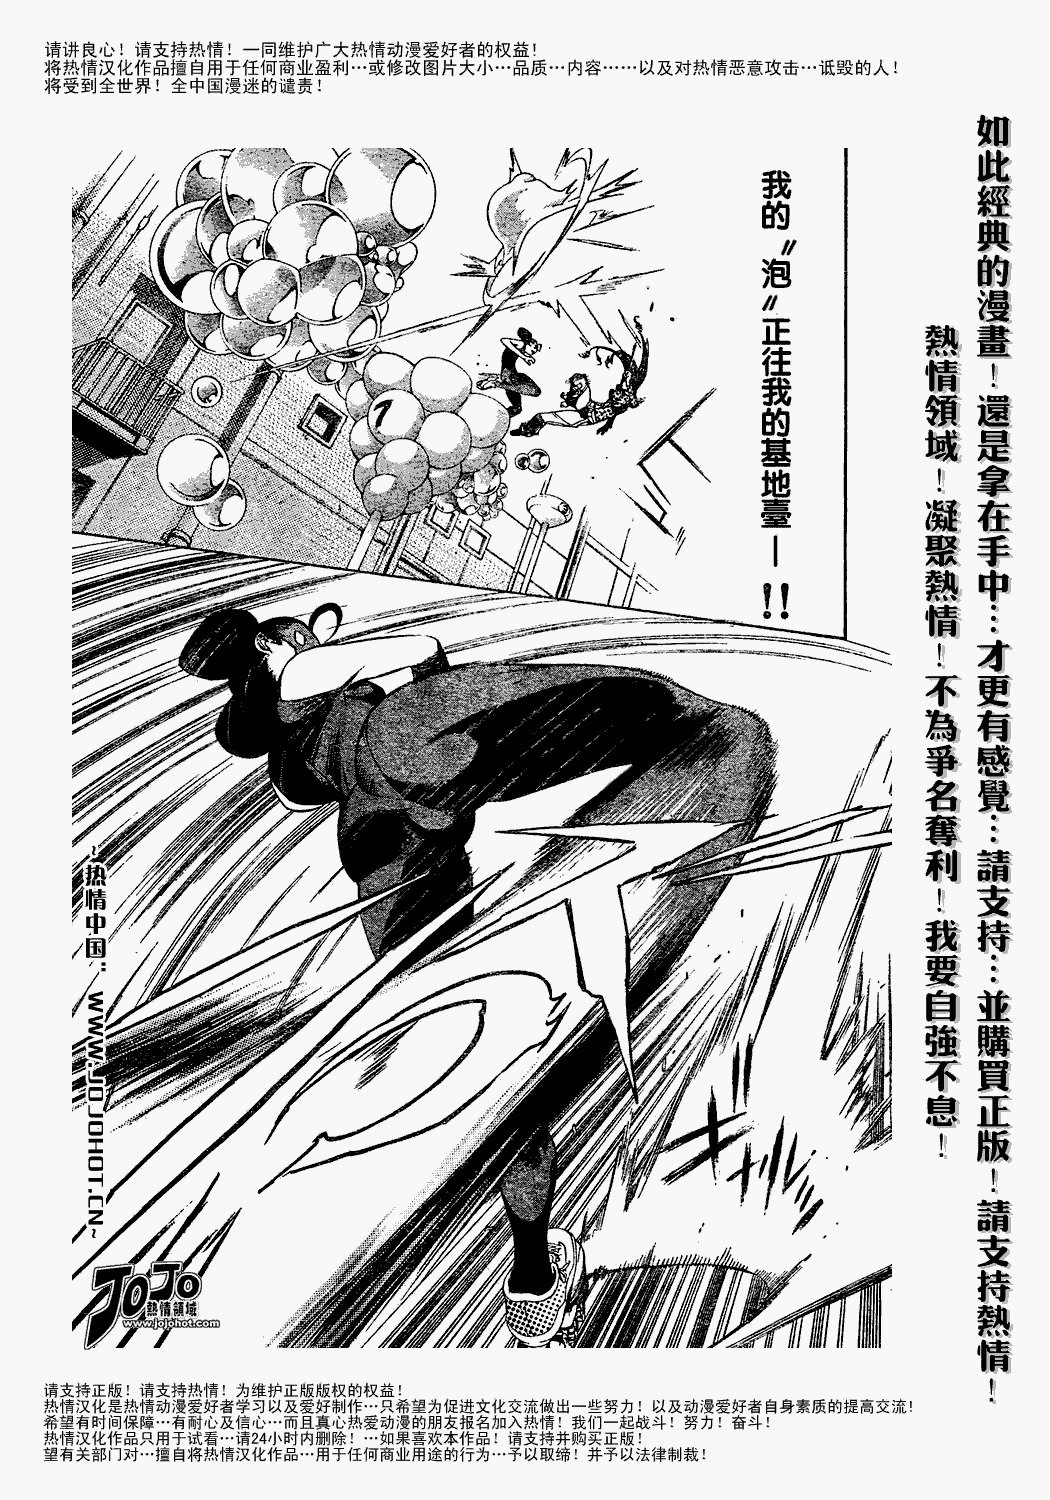 请讲良心！请支持热情！一同维护广大热情动漫爱好者的权益！
将热情汉化作品擅自用于任何商业盈利…或修改图片大小…品质…内容……以及对热情恶意攻击…诋毁的人！
将受到全世界！全中国漫迷的谴责！
如此經典的漫畫！還是拿在手中…才更有感覺…請支持…並購買正版！請支持熱情！
熱情領域！凝聚熱情！不為爭名奪利！我要自強不息！
我的〝泡〞正往我的基地臺—!!
~热情中国：WWW.JOJOHOT.CN~
JOJO
熱情領域
www.jojohot.com
请支持正版！请支持热情！为维护正版版权的权益！
热情汉化是热情动漫爱好者学习以及爱好制作…只希望为促进文化交流做出一些努力！以及动漫爱好者自身素质的提高交流！
希望有时间保障…有耐心及信心…而且真心热爱动漫的朋友报名加入热情！我们一起战斗！努力！奋斗！
热情汉化作品只用于试看…请24小时内删除！…如果喜欢本作品！请支持并购买正版！
望有关部门对…擅自将热情汉化作品…用于任何商业用途的行为…予以取缔！并予以法律制裁！